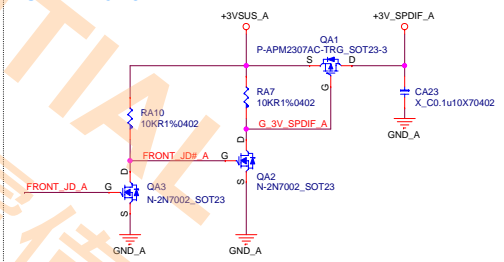 +3VSUS_A
+3V_SPDIF_A
QA1
P-APM2307AC-TRG_SOT23-3
S
D
G
RA10
10KR1%0402
RA7
10KR1%0402
CA23
X_C0.1u10X70402
G_3V_SPDIF_A
GND_A
D
FRONT_JD#_A
G
D
QA2
N-2N7002_SOT23
S
FRONT_JD_A
G
QA3
N-2N7002_SOT23
S
GND_A
GND_A
TIAL